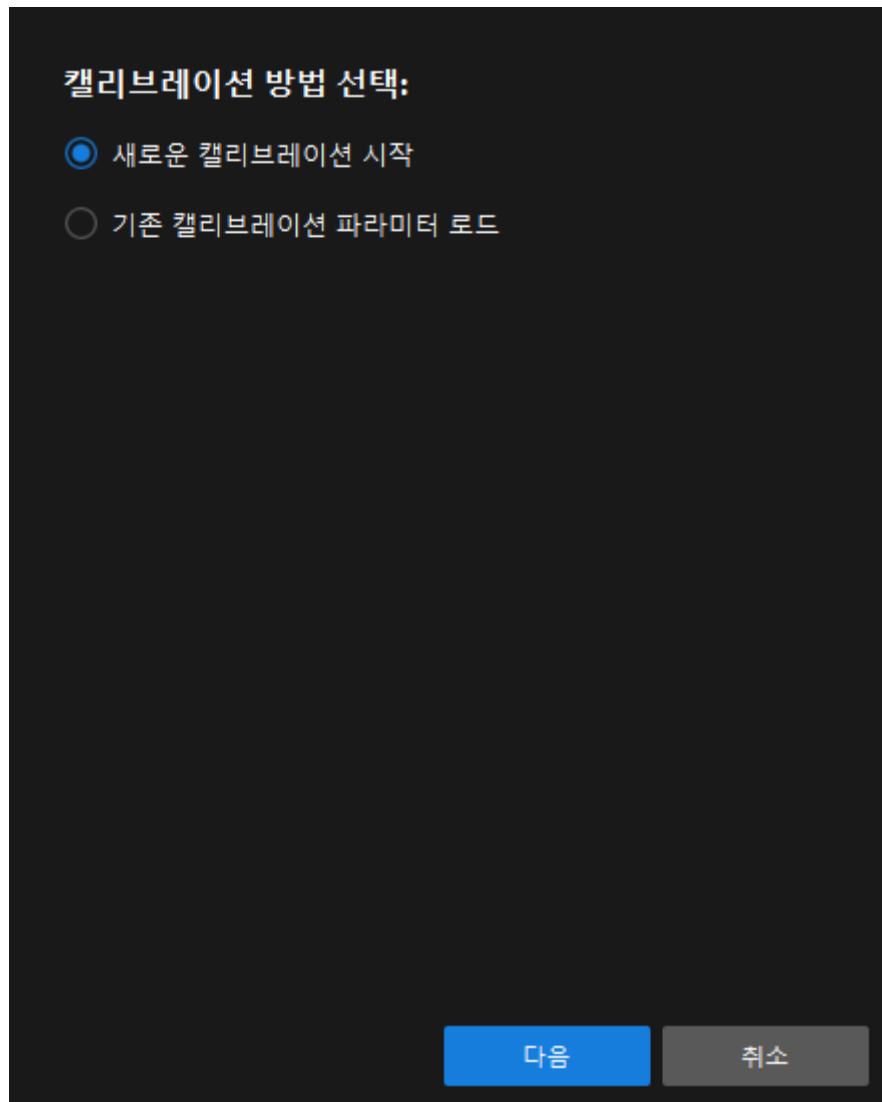 캘리브레이션 방법 선택:
새로운 캘리브레이션 시작
기존 캘리브레이션 파라미터 로드
다음
취소